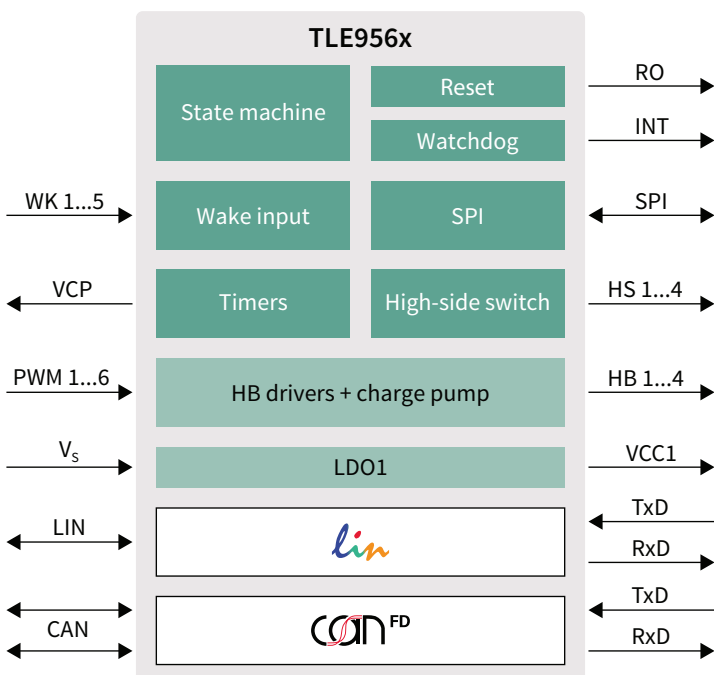 TLE956x
State machine
Reset
RO
Watchdog
INT
WK 1...5
Wake input
SPI
SPI
VCP
Timers
High-side switch
HS 1...4
PWM 1...6
HB drivers + charge pump
HB 1...4
VS
LDO1
VCC1
LIN
lin
TxD
RxD
CAN
CAN FD
TxD
RxD